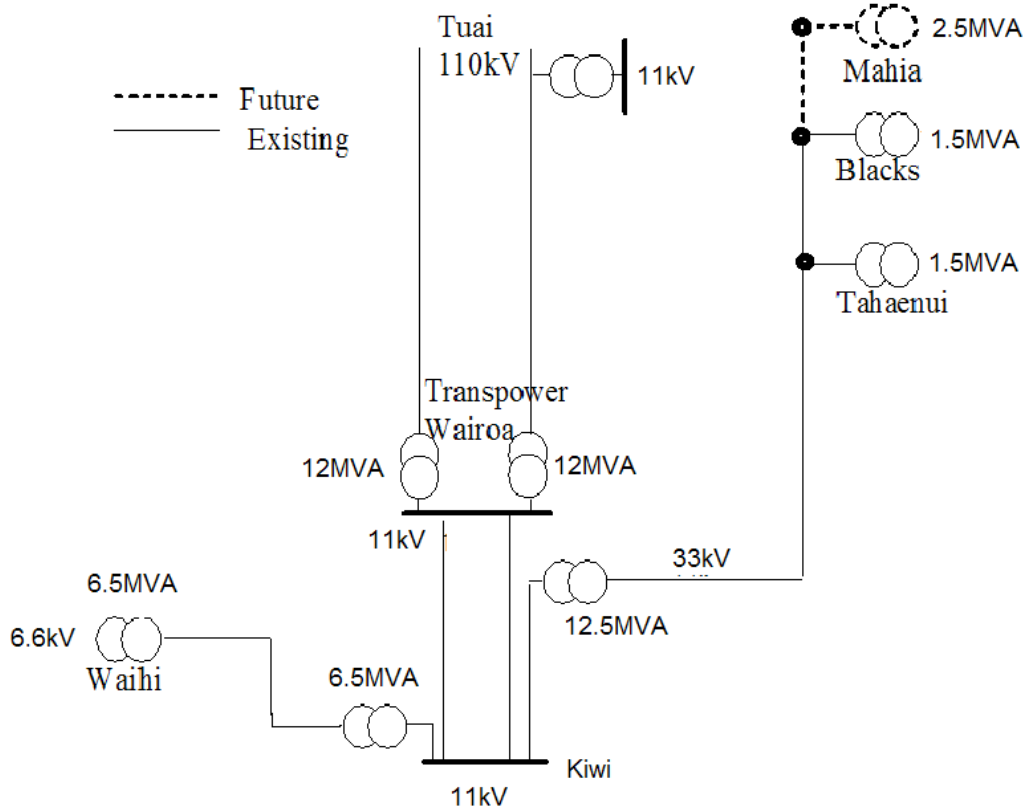 Tuai
110kV
11kV
2.5MVA
Mahia
Future
Existing
1.5MVA
Blacks
1.5MVA
Tahaenui
Transpower
Wairoa
12MVA
12MVA
11kV
33kV
12.5MVA
6.5MVA
6.6kV
Waihi
6.5MVA
Kiwi
11kV